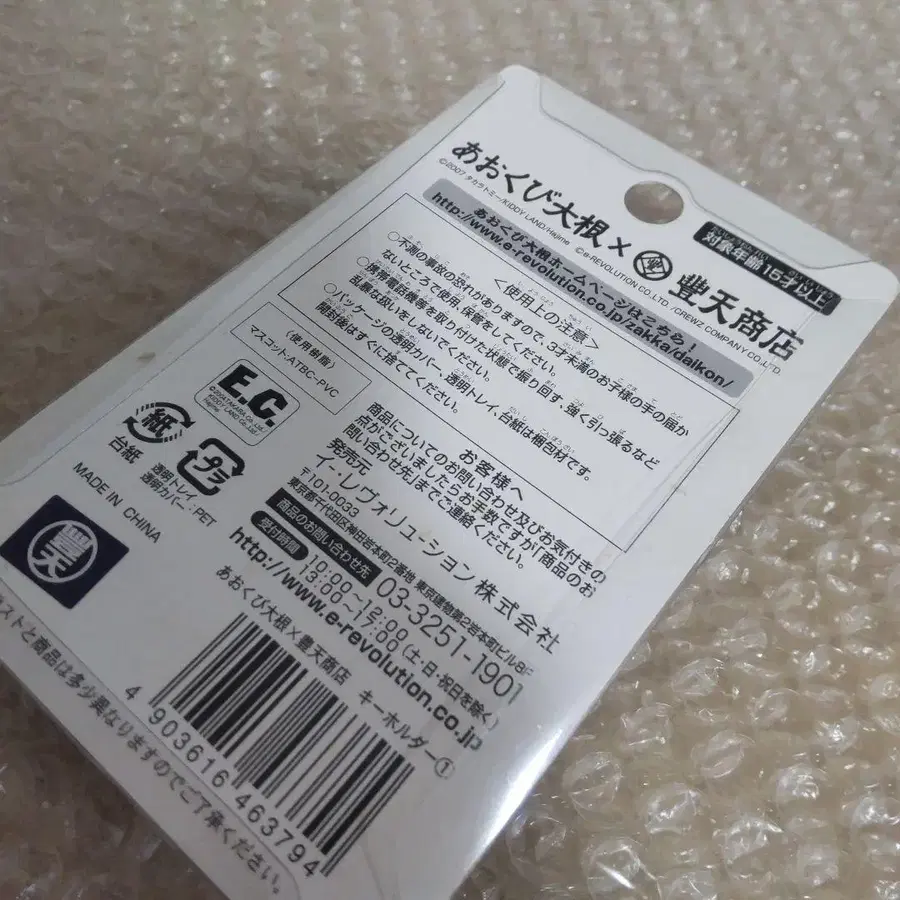 対象年齢15才以上
あおくび大根×豊天商店
©2007 タカラトミー/KIDDY LAND/Hajime ©e-REVOLUTION CO.,LTD. /CREWZ COMPANY CO.,LTD.
あおくび大根ホームページはこちら!
http://www.e-revolution.co.jp/zakka/daikon/
<使用上の注意>
○不測の事故の恐れがありますので、3才未満のお子様の手の届か
ないところで使用、保管をしてください。
○携帯電話機等を取り付けた状態で振り回す、強く引っ張るなど
乱暴な扱いをしないでください。
○パッケージの透明カバー、透明トレイ、台紙は梱包材です。
開封後はすぐに捨ててください。
(使用樹脂)
マスコット:ATBC-PVC
E.C.
KIDDY LAND Co.,Ltd.
Hajime
お客様へ
商品についてのお問い合わせ及びお気付きの
点がございましたらお手数ですが「商品のお
問い合わせ先」までご連絡ください。
発売元
イー・レヴォリューション株式会社
〒101-0033
東京都千代田区神田岩本町2番地 東京建物第2岩本町ビル8F
商品のお問い合わせ先 03-3251-1901
受付時間 10:00~12:00
13:00~17:00 (土・日・祝日を除く)
http://www.e-revolution.co.jp
紙
台紙
プラ
透明トレイ
透明カバー:PET
MADE IN CHINA
豊天
あおくび大根×豊天商店 キーホルダー①
4 903616 463794
ストと商品は多少異なりますのでご了承ください。